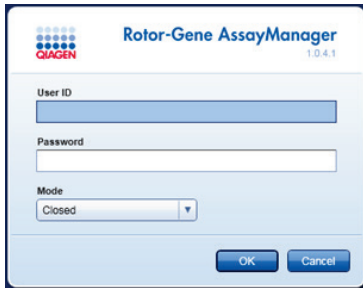 Rotor-Gene AssayManager
QIAGEN
1.0.4.1
User ID
Password
Mode
Closed
OK Cancel